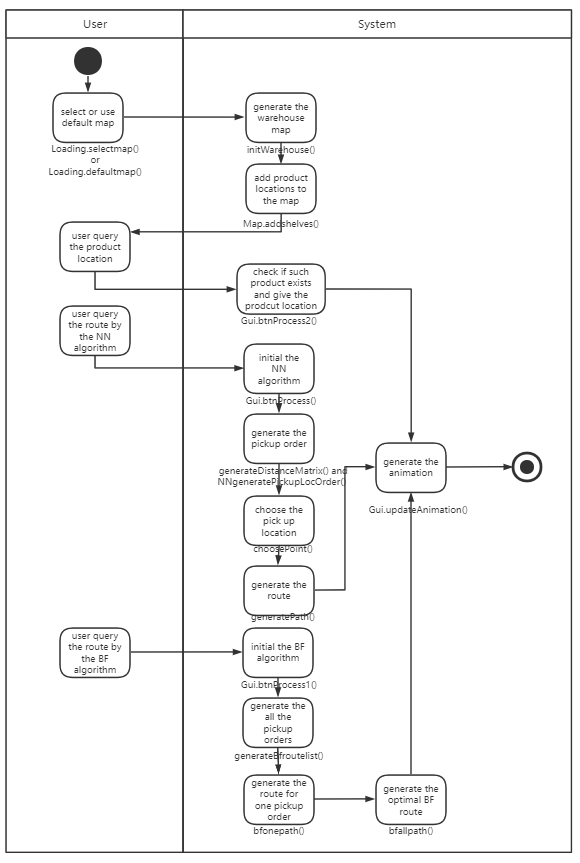 User
System
select or use
default map
Loading.selectmap()
or
Loading.defaultmap()
generate the
warehouse
map
initWarehouse()
add product
locations to
the map
Map.addshelves()
user query
the product
location
check if such
product exists
and give the
prodcut location
Gui.btnProcess2()
user query
the route by
the NN
algorithm
initial the
NN
algorithm
Gui.btnProcess()
generate the
pickup order
generateDistanceMatrix() and
NNgeneratePickupLocOrder()
generate the
animation
Gui.updateAnimation()
choose the
pick up
location
choosePoint()
generate the
route
generatePath()
user query
the route by
the BF
algorithm
initial the BF
algorithm
Gui.btnProcess1()
generate the
all the
pickup
orders
generateBfroutelist()
generate the
route for
one pickup
order
bfonepath()
generate the
optimal BF
route
bfallpath()